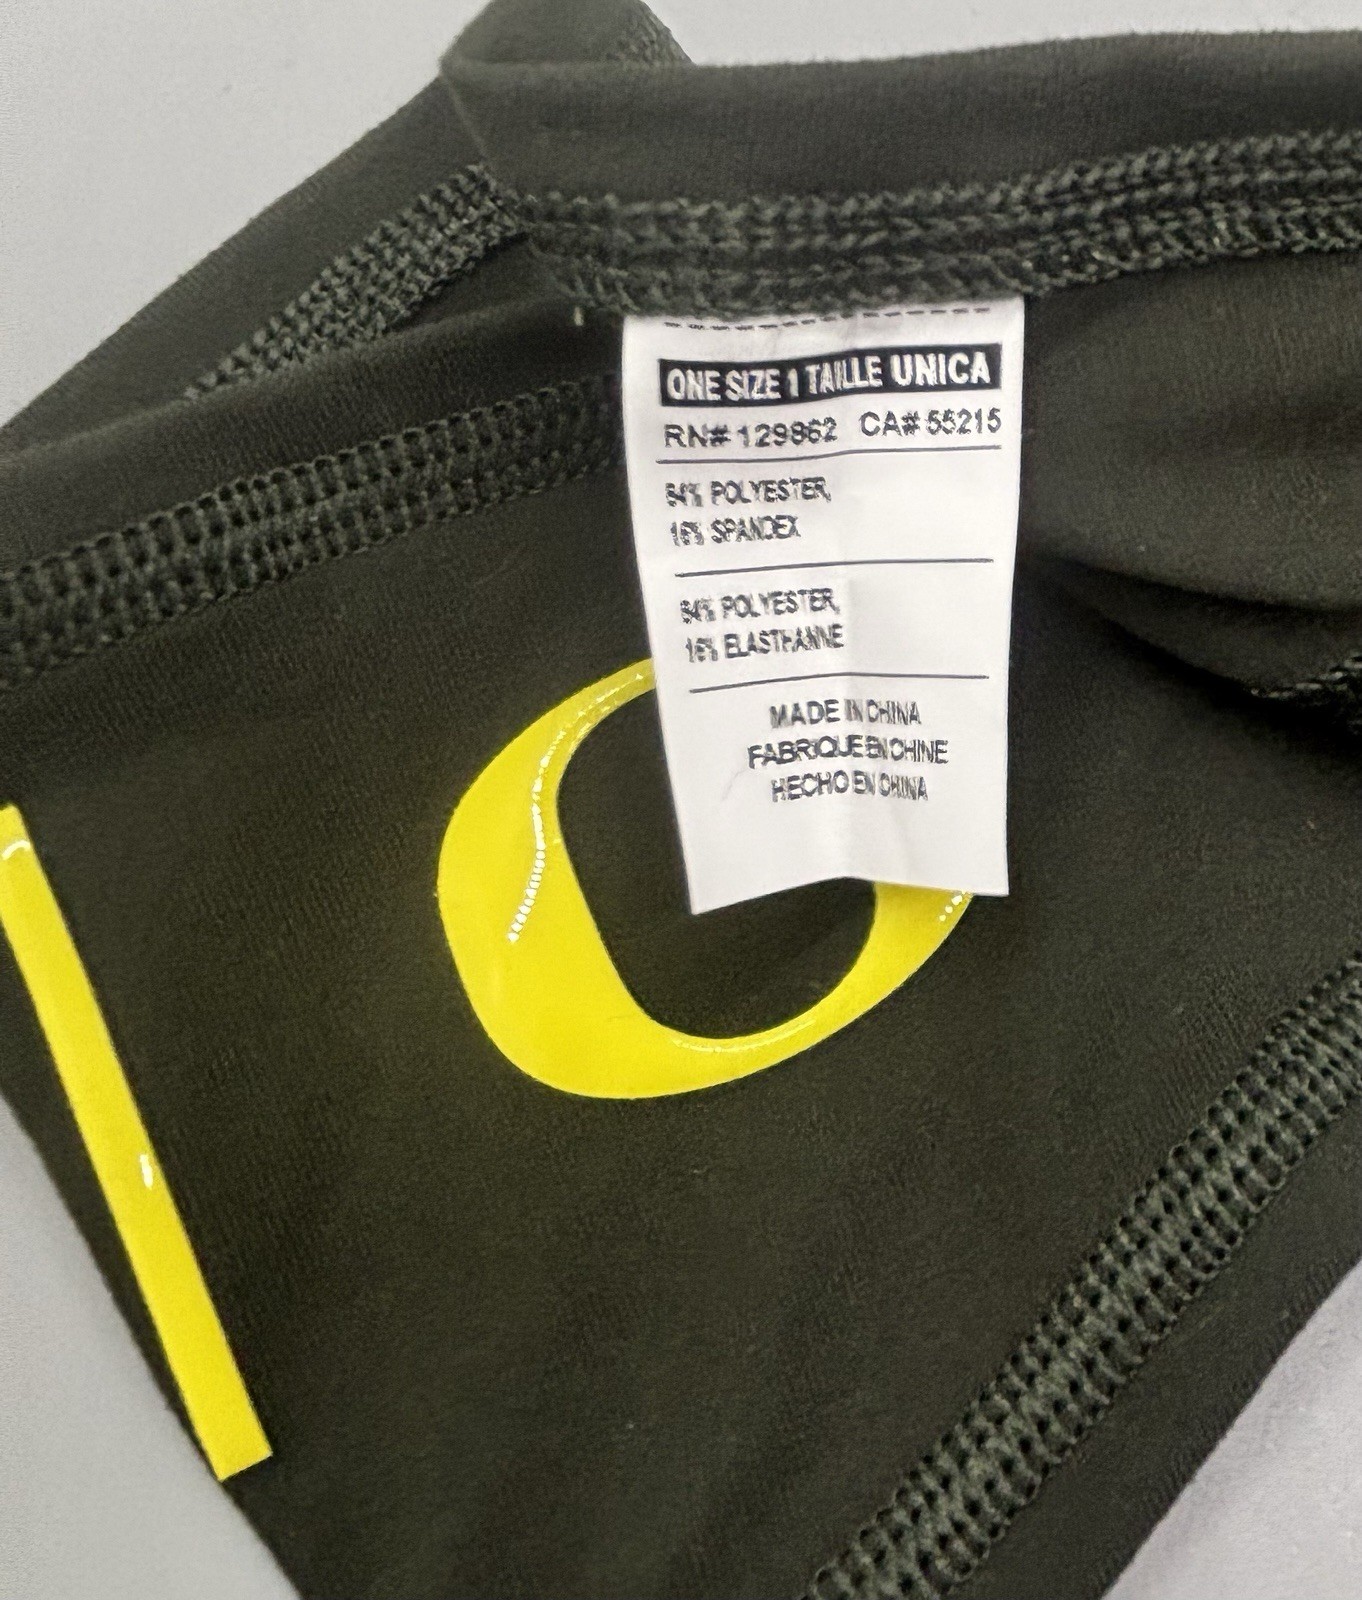 ONE SIZE 1 TAILLE UNICA
RN# 129862 CA# 55215
84% POLYESTER,
16% SPANDEX
84% POLYESTER,
16% ELASTHANNE
MADE IN CHINA
FABRIQUE EN CHINE
HECHO EN CHINA